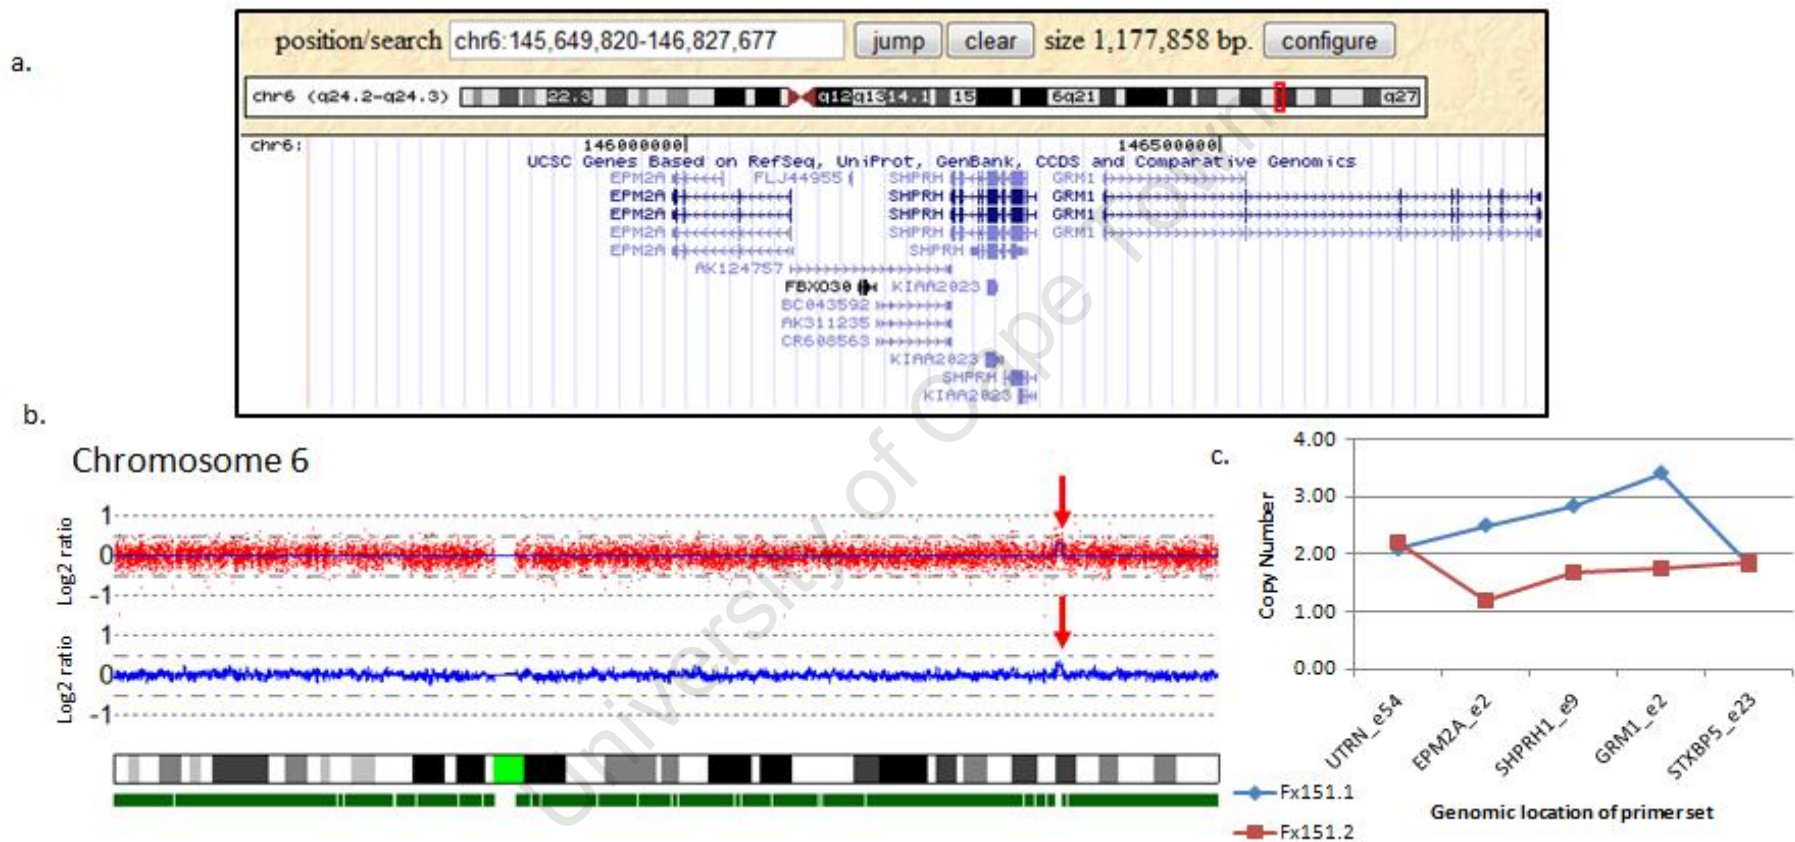 a.
position/search chr6:145,649,820-146,827,677 jump clear size 1,177,858 bp. configure
chr6 (q24.2-q24.3) 22.3 q12 q13 14.1 15 6q21 q27
chr6: 146000000 146500000
UCSC Genes Based on RefSeq, UniProt, GenBank, CCDS and Comparative Genomics
EPM2A FLJ44955 SHPRH GRM1
EPM2A SHPRH GRM1
EPM2A SHPRH GRM1
EPM2A SHPRH GRM1
EPM2A SHPRH
AK124757
FBXO30 KIAA2023
BC043592
AK311235
CR608563
KIAA2023
SHPRH
KIAA2023
b.
Chromosome 6
Log2 ratio
1
0
-1
Log2 ratio
1
0
-1
c.
Copy Number
4.00
3.00
2.00
1.00
0.00
UTRN_e54
EPM2A_e2
SHPRH1_e9
GRM1_e2
STXBP5_e23
Genomic location of primer set
Fx151.1
Fx151.2
University of Cape Town